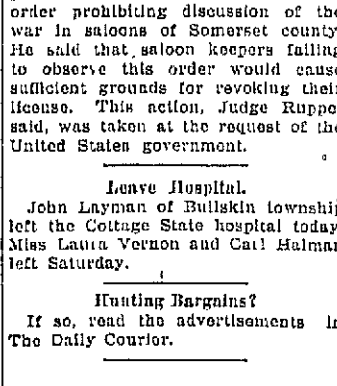 order prohibiting discussion of the
war in saloons of Somerset county
He said that saloon keepers failing
to observe this order would cause
sufficient grounds for revoking their
license. This action, Judge Ruppe
said, was taken at the request of the
United States government.
Leave Hospital.
John Layman of Bullskin township
left the Cottage State hospital today
Miss Laura Vernon and Carl Halman
left Saturday.
Hunting Bargains?
If so, read the advertisements in
The Daily Courier.